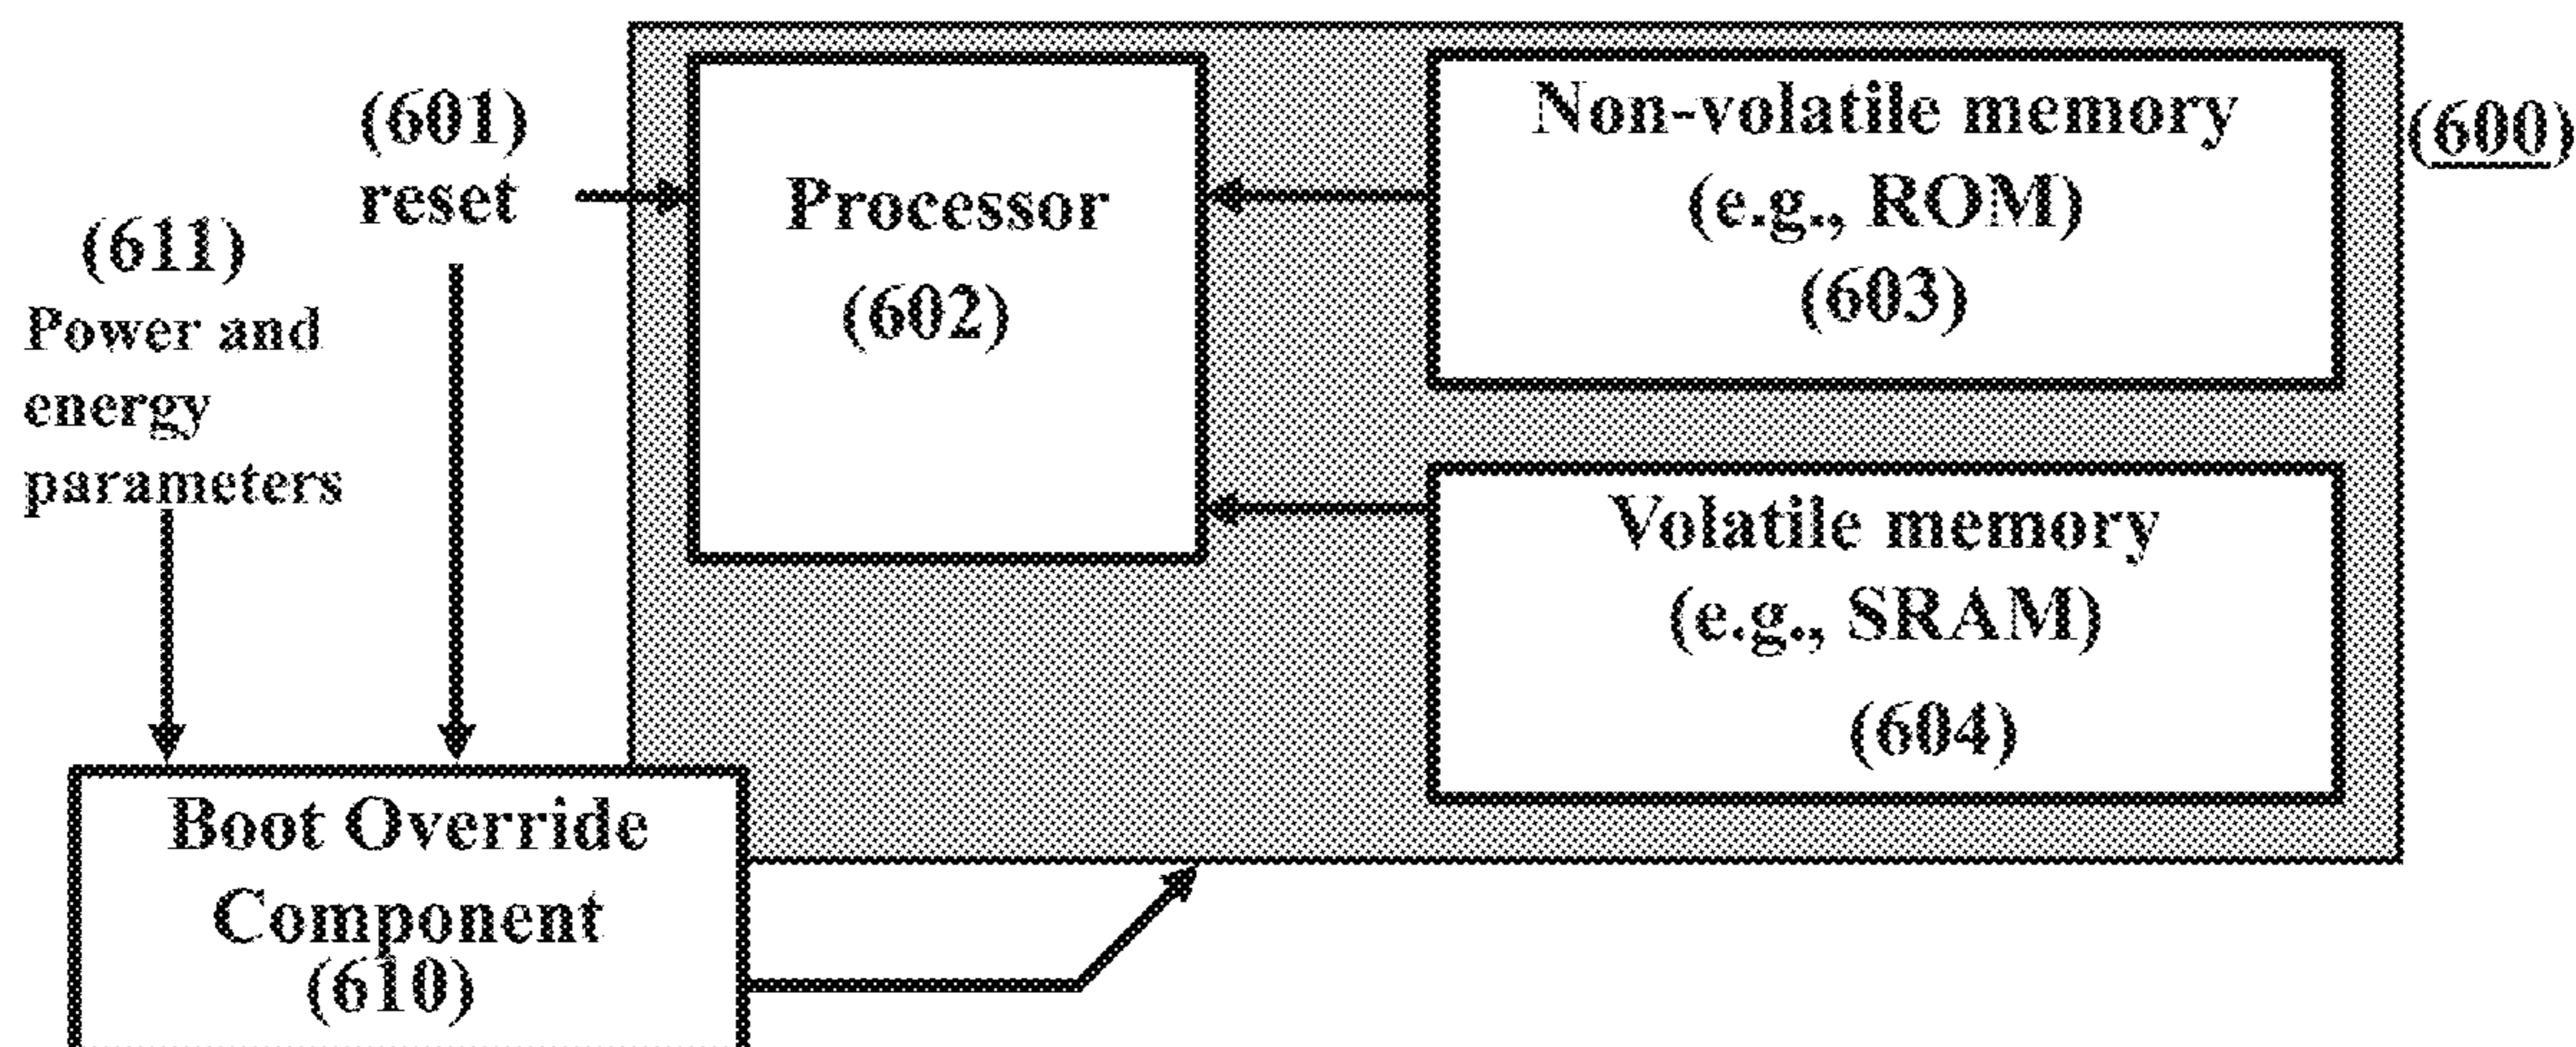 (601)
reset
(611)
Power and
energy
parameters
Processor
(602)
Non-volatile memory
(e.g., ROM)
(603)
(600)
Volatile memory
(e.g., SRAM)
(604)
Boot Override
Component
(610)